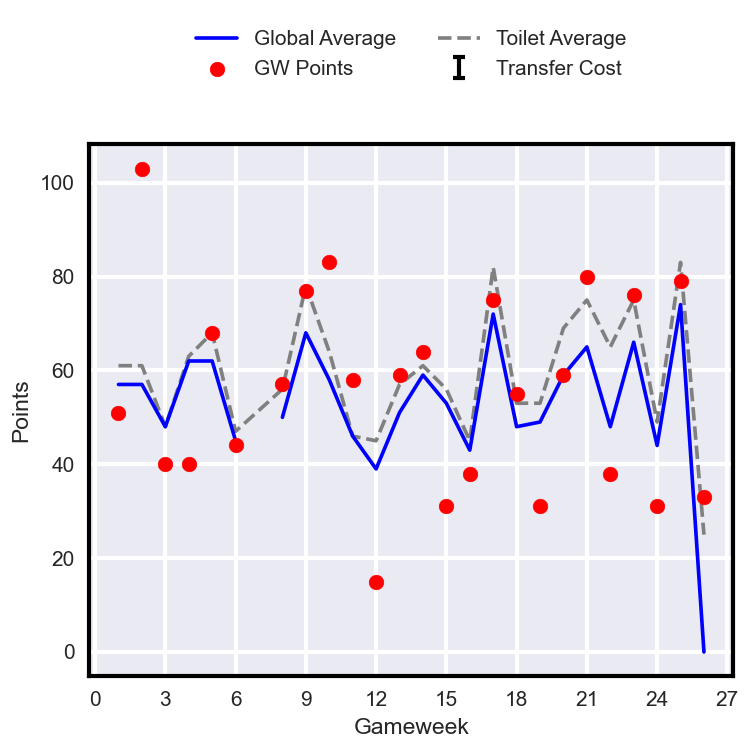 Global Average
Toilet Average
GW Points
Transfer Cost
100
80
60
40
20
0
Points
0 3 6 9 12 15 18 21 24 27
Gameweek